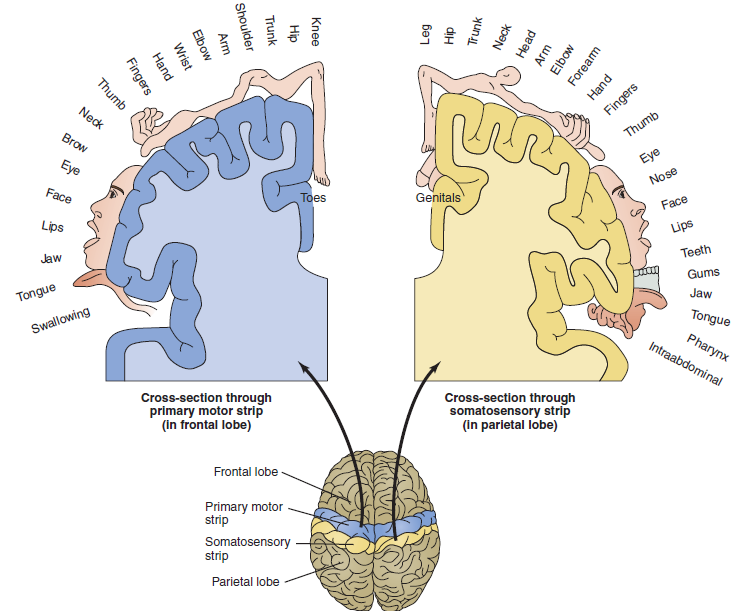 Knee
Hip
Trunk
Shoulder
Arm
Elbow
Wrist
Hand
Fingers
Thumb
Neck
Brow
Eye
Face
Lips
Jaw
Tongue
Swallowing
Toes
Leg
Hip
Trunk
Neck
Head
Arm
Elbow
Forearm
Hand
Fingers
Thumb
Eye
Nose
Face
Lips
Teeth
Gums
Jaw
Tongue
Pharynx
Intraabdominal
Genitals
Cross-section through
primary motor strip
(in frontal lobe)
Cross-section through
somatosensory strip
(in parietal lobe)
Frontal lobe
Primary motor
strip
Somatosensory
strip
Parietal lobe